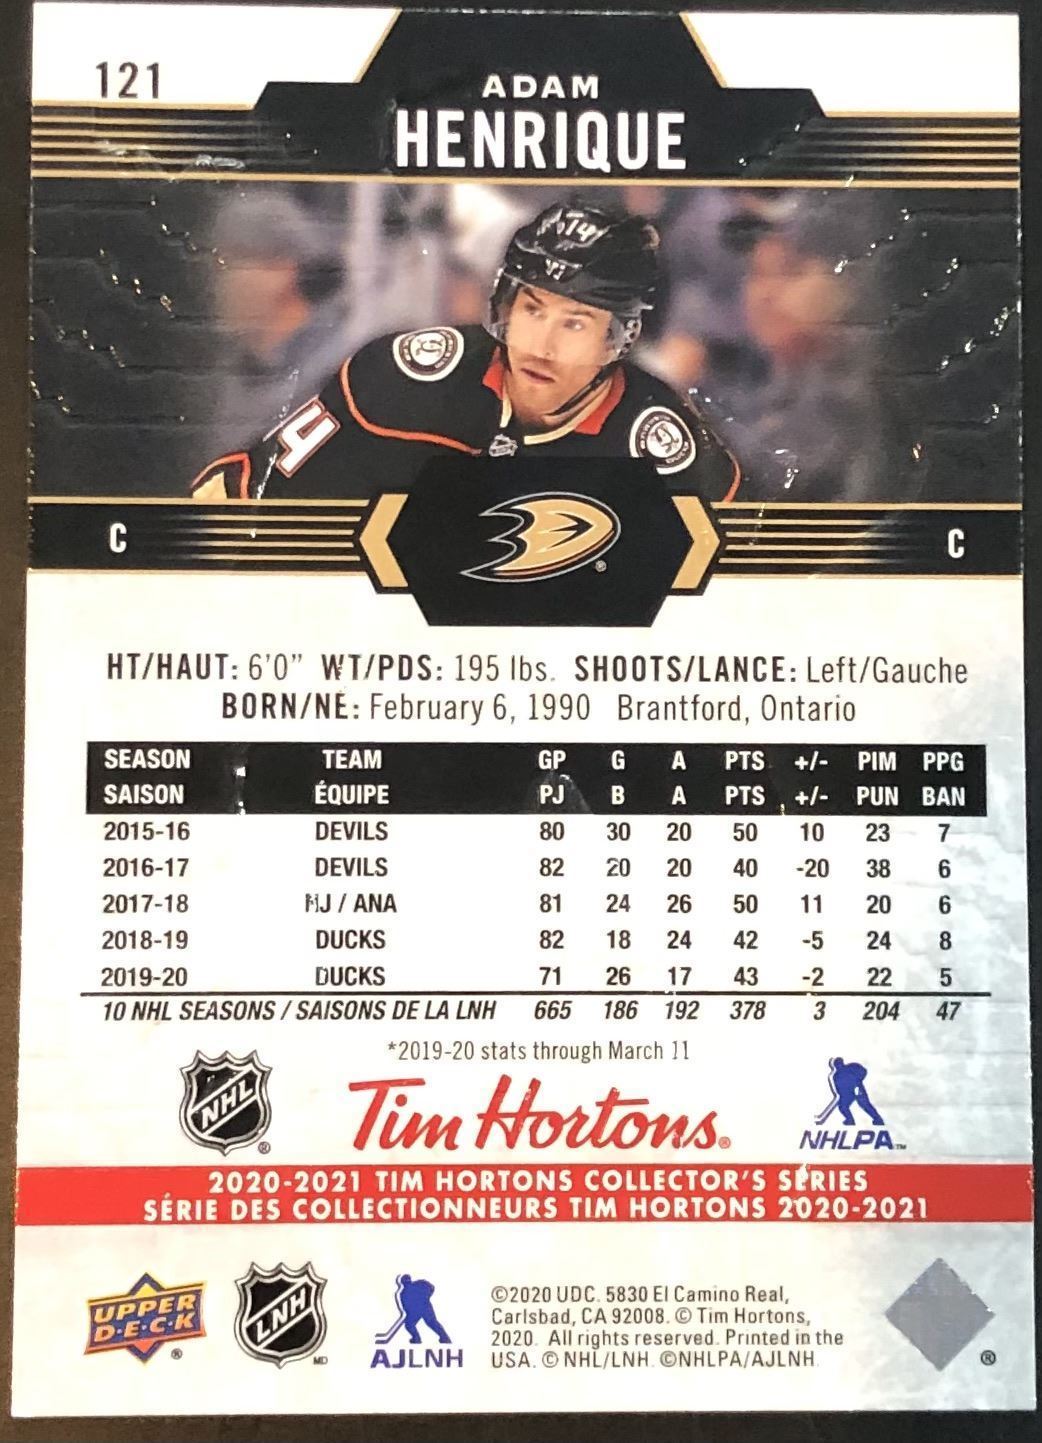 121
ADAM
HENRIQUE
14
4
C
C
HT/HAUT: 6'0" WT/PDS: 195 lbs. SHOOTS/LANCE: Left/Gauche
BORN/NÉ: February 6, 1990 Brantford, Ontario
SEASON TEAM GP G A PTS +/- PIM PPG
SAISON ÉQUIPE PJ B A PTS +/- PUN BAN
2015-16 DEVILS 80 30 20 50 10 23 7
2016-17 DEVILS 82 20 20 40 -20 38 6
2017-18 NJ / ANA 81 24 26 50 11 20 6
2018-19 DUCKS 82 18 24 42 -5 24 8
2019-20 DUCKS 71 26 17 43 -2 22 5
10 NHL SEASONS / SAISONS DE LA LNH 665 186 192 378 3 204 47
*2019-20 stats through March 11
NHL ® Tim Hortons® NHLPA™
2020-2021 TIM HORTONS COLLECTOR'S SERIES
SÉRIE DES COLLECTIONNEURS TIM HORTONS 2020-2021
UPPER DECK ®
LNH MD
AJLNH
©2020 UDC. 5830 El Camino Real,
Carlsbad, CA 92008. © Tim Hortons,
2020. All rights reserved. Printed in the
USA. © NHL/LNH. ©NHLPA/AJLNH.
®